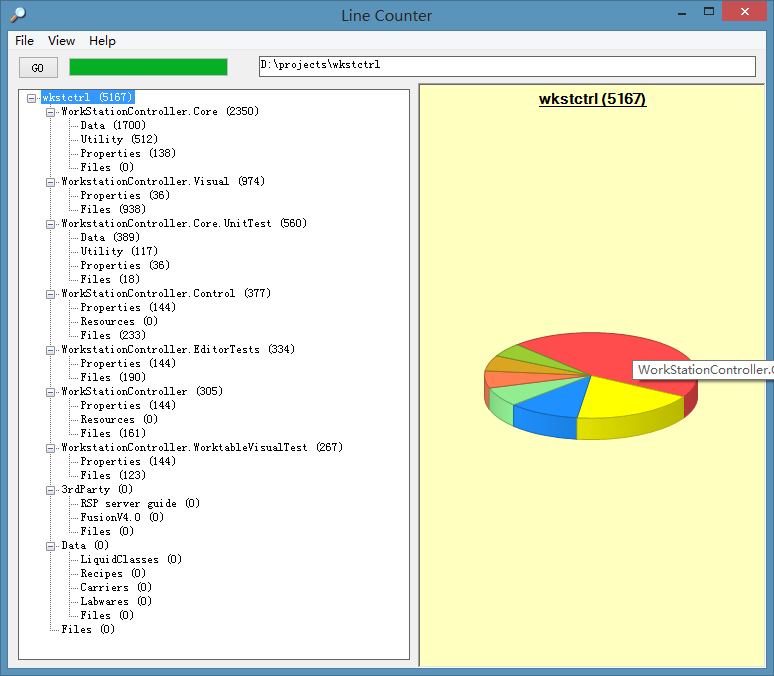 Line Counter
File View Help
GO
D:\projects\wkstctrl
wkstctrl (5167)
WorkStationController.Core (2350)
Data (1700)
Utility (512)
Properties (138)
Files (0)
WorkstationController.Visual (974)
Properties (36)
Files (938)
WorkstationController.Core.UnitTest (560)
Data (389)
Utility (117)
Properties (36)
Files (18)
WorkStationController.Control (377)
Properties (144)
Resources (0)
Files (233)
WorkstationController.EditorTests (334)
Properties (144)
Files (190)
WorkStationController (305)
Properties (144)
Resources (0)
Files (161)
WorkstationController.WorktableVisualTest (267)
Properties (144)
Files (123)
3rdParty (0)
RSP server guide (0)
FusionV4.0 (0)
Files (0)
Data (0)
LiquidClasses (0)
Recipes (0)
Carriers (0)
Labwares (0)
Files (0)
Files (0)
wkstctrl (5167)
WorkStationController.